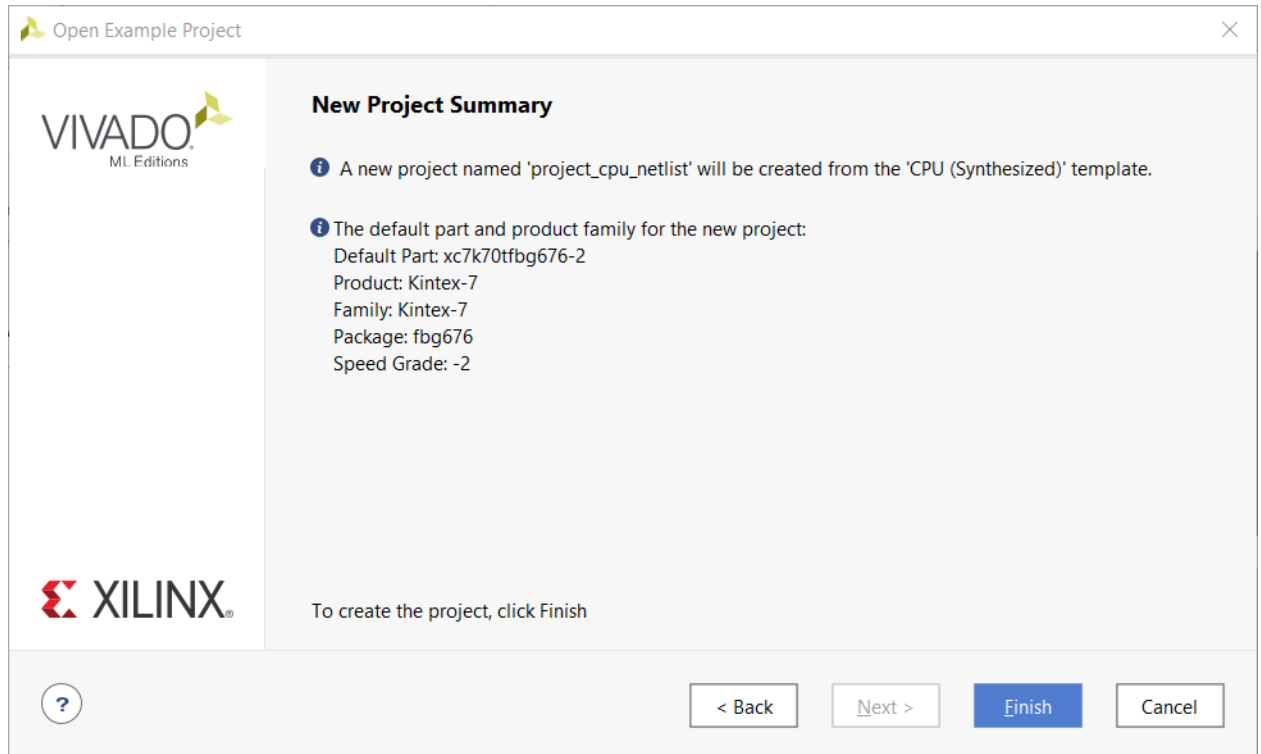 Open Example Project
VIVADO.
ML Editions
New Project Summary
A new project named 'project_cpu_netlist' will be created from the 'CPU (Synthesized)' template.
The default part and product family for the new project:
Default Part: xc7k70tfbg676-2
Product: Kintex-7
Family: Kintex-7
Package: fbg676
Speed Grade: -2
XILINX®
To create the project, click Finish
?
< Back
Next >
Finish
Cancel